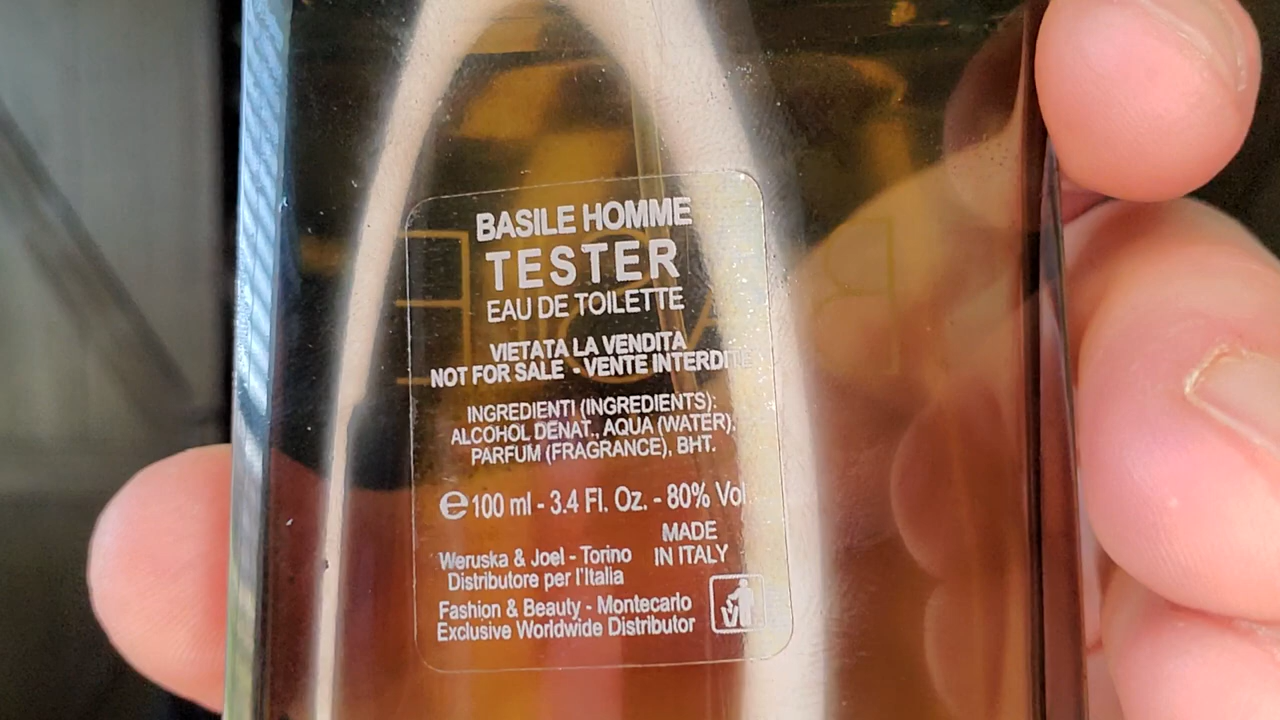 BASILE HOMME
TESTER
EAU DE TOILETTE
VIETATA LA VENDITA
NOT FOR SALE - VENTE INTERDITE
INGREDIENTI (INGREDIENTS):
ALCOHOL DENAT., AQUA (WATER),
PARFUM (FRAGRANCE), BHT.
℮ 100 ml - 3.4 Fl. Oz. - 80% Vol
MADE
IN ITALY
Weruska & Joel - Torino
Distributore per l'Italia
Fashion & Beauty - Montecarlo
Exclusive Worldwide Distributor
BASILE